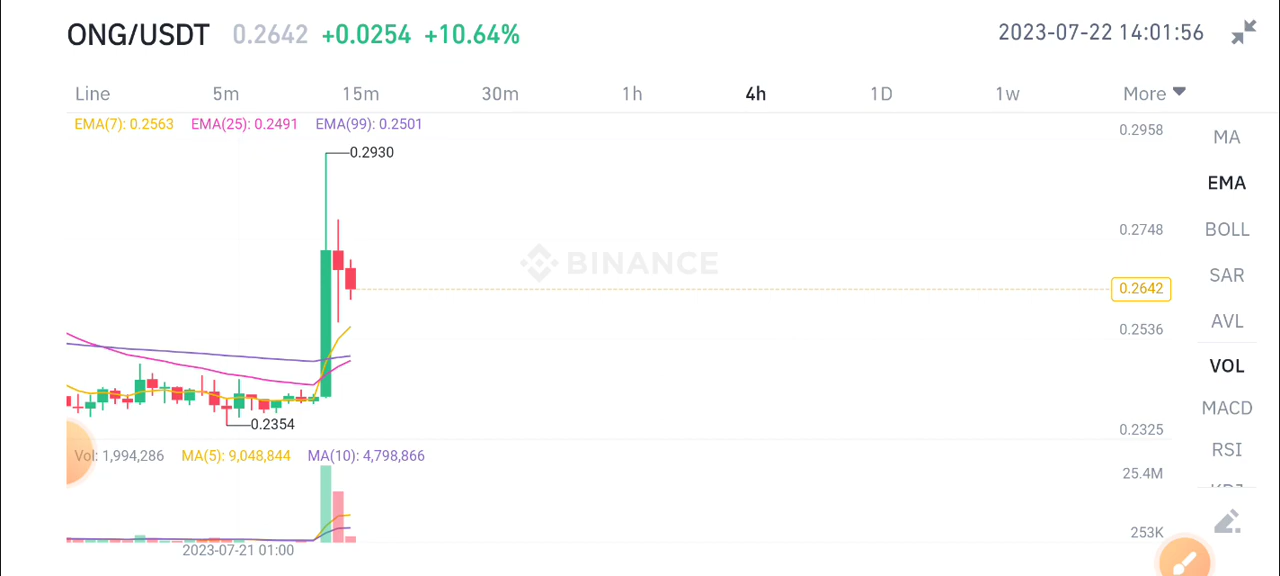 ONG/USDT 0.2642 +0.0254 +10.64% 2023-07-22 14:01:56
Line 5m 15m 30m 1h 4h 1D 1w More
EMA(7): 0.2563 EMA(25): 0.2491 EMA(99): 0.2501
0.2958
MA
0.2930
EMA
0.2748
BOLL
BINANCE
SAR
0.2642
AVL
0.2536
VOL
MACD
0.2354
0.2325
RSI
Vol: 1,994,286 MA(5): 9,048,844 MA(10): 4,798,866
25.4M
253K
2023-07-21 01:00